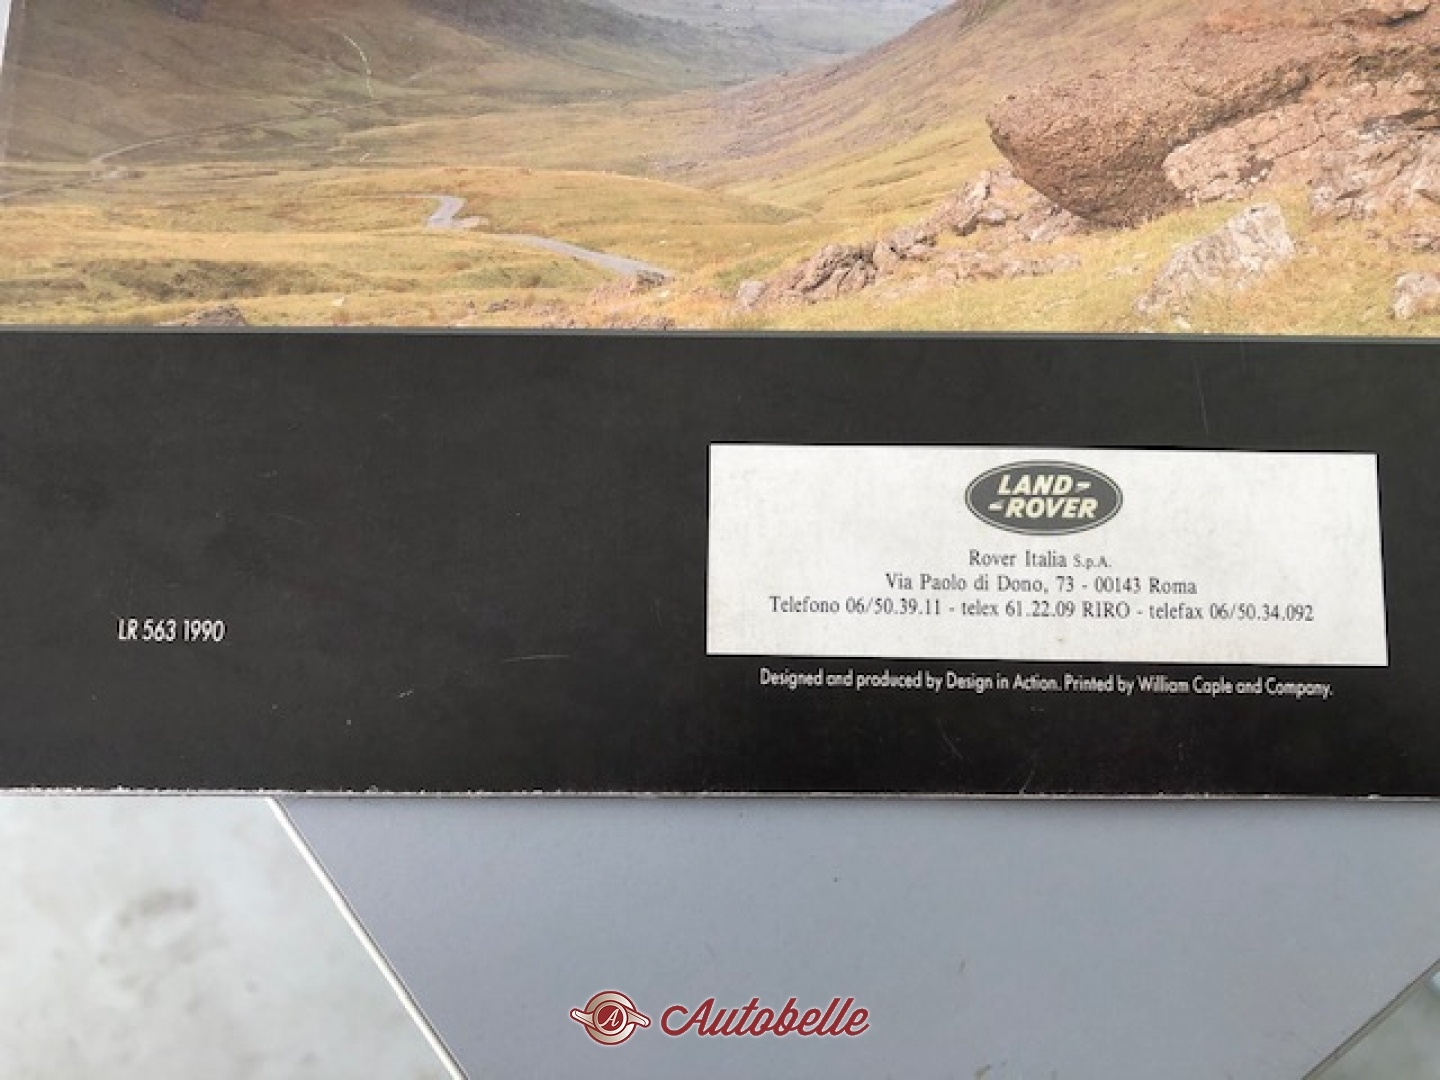 LAND-
-ROVER
Rover Italia S.p.A.
Via Paolo di Dono, 73 - 00143 Roma
Telefono 06/50.39.11 - telex 61.22.09 RIRO - telefax 06/50.34.092
LR 563 1990
Designed and produced by Design in Action. Printed by William Caple and Company.
A Autobelle